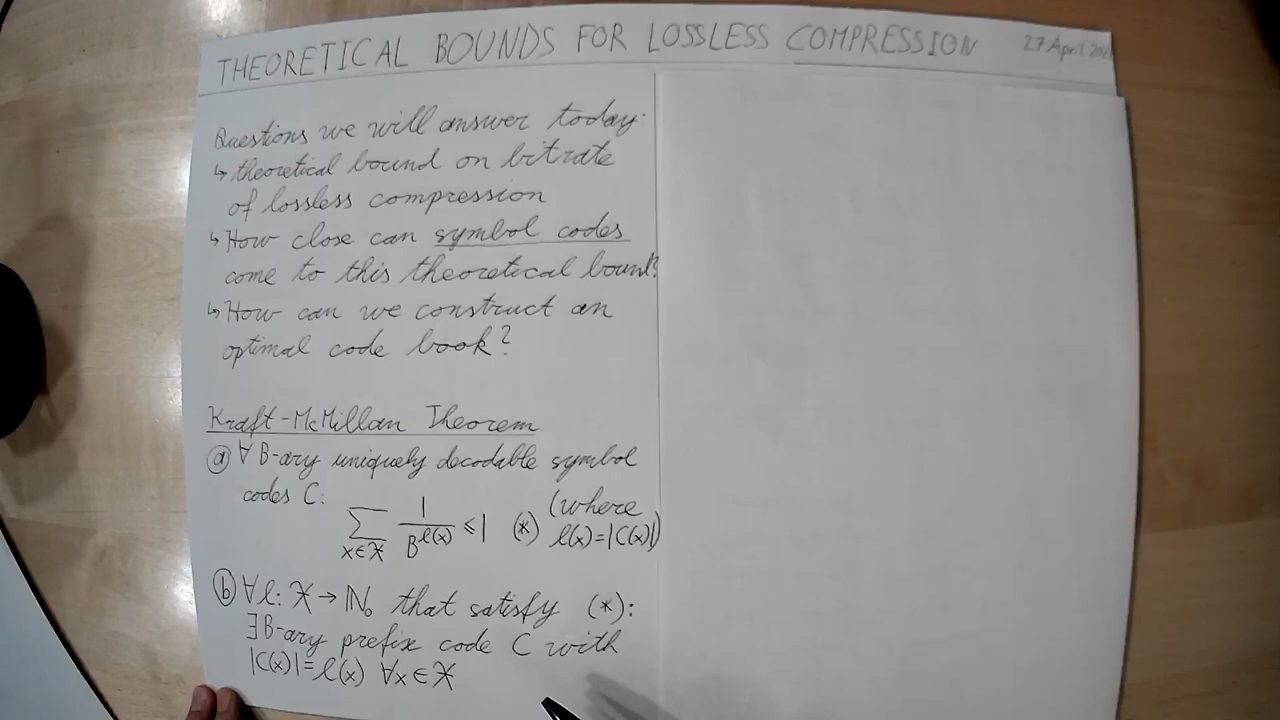 THEORETICAL BOUNDS FOR LOSSLESS COMPRESSION 27 April
Questions we will answer today:
↳ theoretical bound on bitrate
of lossless compression
↳ How close can symbol codes
come to this theoretical bound?
↳ How can we construct an
optimal code book?
Kraft-McMillan Theorem
ⓐ ∀ B-ary uniquely decodable symbol
codes C:
∑_{x∈𝒳} 1/B^{ℓ(x)} ≤ 1 (*) (where
ℓ(x)=|C(x)|)
ⓑ ∀ℓ: 𝒳 → ℕ₀ that satisfy (*):
∃ B-ary prefix code C with
|C(x)| = ℓ(x) ∀x ∈ 𝒳